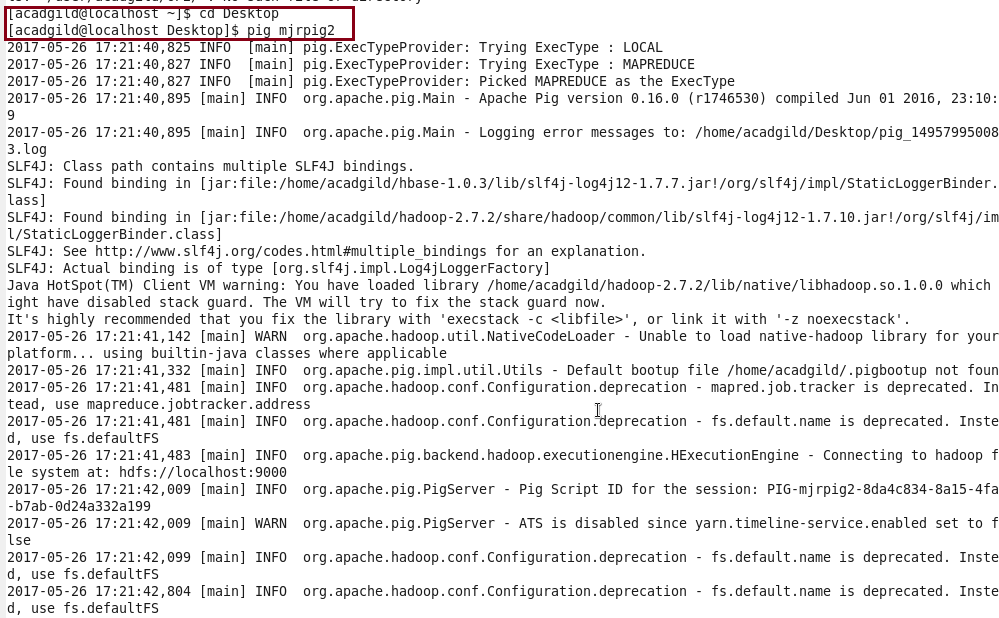 [acadgild@localhost ~]$ cd Desktop
[acadgild@localhost Desktop]$ pig mjrpig2
2017-05-26 17:21:40,825 INFO  [main] pig.ExecTypeProvider: Trying ExecType : LOCAL
2017-05-26 17:21:40,827 INFO  [main] pig.ExecTypeProvider: Trying ExecType : MAPREDUCE
2017-05-26 17:21:40,827 INFO  [main] pig.ExecTypeProvider: Picked MAPREDUCE as the ExecType
2017-05-26 17:21:40,895 [main] INFO  org.apache.pig.Main - Apache Pig version 0.16.0 (r1746530) compiled Jun 01 2016, 23:10:
9
2017-05-26 17:21:40,895 [main] INFO  org.apache.pig.Main - Logging error messages to: /home/acadgild/Desktop/pig_14957995008
3.log
SLF4J: Class path contains multiple SLF4J bindings.
SLF4J: Found binding in [jar:file:/home/acadgild/hbase-1.0.3/lib/slf4j-log4j12-1.7.7.jar!/org/slf4j/impl/StaticLoggerBinder.
lass]
SLF4J: Found binding in [jar:file:/home/acadgild/hadoop-2.7.2/share/hadoop/common/lib/slf4j-log4j12-1.7.10.jar!/org/slf4j/im
l/StaticLoggerBinder.class]
SLF4J: See http://www.slf4j.org/codes.html#multiple_bindings for an explanation.
SLF4J: Actual binding is of type [org.slf4j.impl.Log4jLoggerFactory]
Java HotSpot(TM) Client VM warning: You have loaded library /home/acadgild/hadoop-2.7.2/lib/native/libhadoop.so.1.0.0 which
ight have disabled stack guard. The VM will try to fix the stack guard now.
It's highly recommended that you fix the library with 'execstack -c <libfile>', or link it with '-z noexecstack'.
2017-05-26 17:21:41,142 [main] WARN  org.apache.hadoop.util.NativeCodeLoader - Unable to load native-hadoop library for your
platform... using builtin-java classes where applicable
2017-05-26 17:21:41,332 [main] INFO  org.apache.pig.impl.util.Utils - Default bootup file /home/acadgild/.pigbootup not foun
2017-05-26 17:21:41,481 [main] INFO  org.apache.hadoop.conf.Configuration.deprecation - mapred.job.tracker is deprecated. In
tead, use mapreduce.jobtracker.address
2017-05-26 17:21:41,481 [main] INFO  org.apache.hadoop.conf.Configuration.deprecation - fs.default.name is deprecated. Inste
d, use fs.defaultFS
2017-05-26 17:21:41,483 [main] INFO  org.apache.pig.backend.hadoop.executionengine.HExecutionEngine - Connecting to hadoop f
le system at: hdfs://localhost:9000
2017-05-26 17:21:42,009 [main] INFO  org.apache.pig.PigServer - Pig Script ID for the session: PIG-mjrpig2-8da4c834-8a15-4fa
-b7ab-0d24a332a199
2017-05-26 17:21:42,009 [main] WARN  org.apache.pig.PigServer - ATS is disabled since yarn.timeline-service.enabled set to f
lse
2017-05-26 17:21:42,099 [main] INFO  org.apache.hadoop.conf.Configuration.deprecation - fs.default.name is deprecated. Inste
d, use fs.defaultFS
2017-05-26 17:21:42,804 [main] INFO  org.apache.hadoop.conf.Configuration.deprecation - fs.default.name is deprecated. Inste
d, use fs.defaultFS